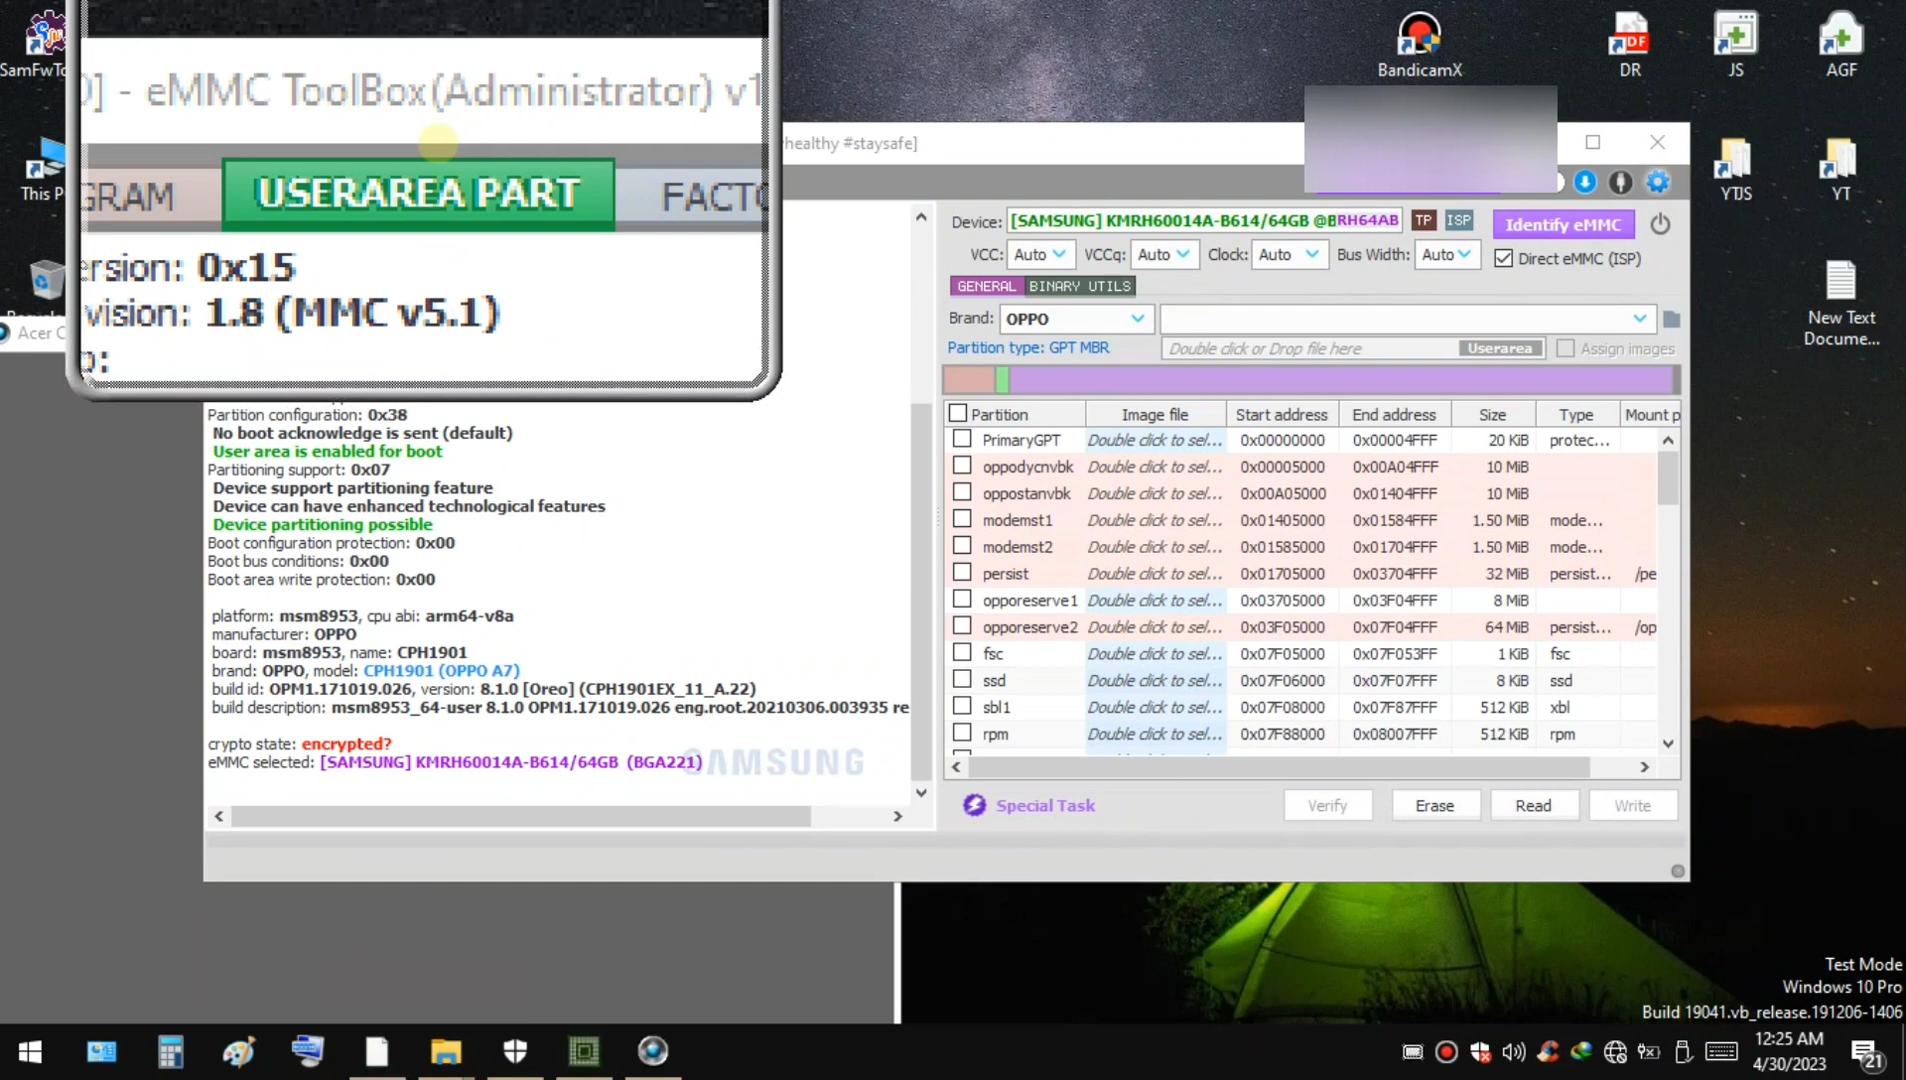 SamFwTo
This P
Acer C
0] - eMMC ToolBox(Administrator) v1
GRAM
USERAREA PART
FACTO
ersion: 0x15
vision: 1.8 (MMC v5.1)
p:
BandicamX
DR
JS
AGF
YTJS
YT
New Text
Docume...
healthy #staysafe]
Device: [SAMSUNG] KMRH60014A-B614/64GB @BRH64AB TP ISP Identify eMMC
VCC: Auto VCCq: Auto Clock: Auto Bus Width: Auto Direct eMMC (ISP)
GENERAL BINARY UTILS
Brand: OPPO
Partition type: GPT MBR Double click or Drop file here Userarea Assign images
Partition Image file Start address End address Size Type Mount p
PrimaryGPT Double click to sel... 0x00000000 0x00004FFF 20 KiB protec...
oppodycnvbk Double click to sel... 0x00005000 0x00A04FFF 10 MiB
oppostanvbk Double click to sel... 0x00A05000 0x01404FFF 10 MiB
modemst1 Double click to sel... 0x01405000 0x01584FFF 1.50 MiB mode...
modemst2 Double click to sel... 0x01585000 0x01704FFF 1.50 MiB mode...
persist Double click to sel... 0x01705000 0x03704FFF 32 MiB persist... /pe
opporeserve1 Double click to sel... 0x03705000 0x03F04FFF 8 MiB
opporeserve2 Double click to sel... 0x03F05000 0x07F04FFF 64 MiB persist... /op
fsc Double click to sel... 0x07F05000 0x07F053FF 1 KiB fsc
ssd Double click to sel... 0x07F06000 0x07F07FFF 8 KiB ssd
sbl1 Double click to sel... 0x07F08000 0x07F87FFF 512 KiB xbl
rpm Double click to sel... 0x07F88000 0x08007FFF 512 KiB rpm
Special Task Verify Erase Read Write
Partition configuration: 0x38
No boot acknowledge is sent (default)
User area is enabled for boot
Partitioning support: 0x07
Device support partitioning feature
Device can have enhanced technological features
Device partitioning possible
Boot configuration protection: 0x00
Boot bus conditions: 0x00
Boot area write protection: 0x00
platform: msm8953, cpu abi: arm64-v8a
manufacturer: OPPO
board: msm8953, name: CPH1901
brand: OPPO, model: CPH1901 (OPPO A7)
build id: OPM1.171019.026, version: 8.1.0 [Oreo] (CPH1901EX_11_A.22)
build description: msm8953_64-user 8.1.0 OPM1.171019.026 eng.root.20210306.003935 re
crypto state: encrypted?
eMMC selected: [SAMSUNG] KMRH60014A-B614/64GB (BGA221)
SAMSUNG
Test Mode
Windows 10 Pro
Build 19041.vb_release.191206-1406
12:25 AM
4/30/2023
21